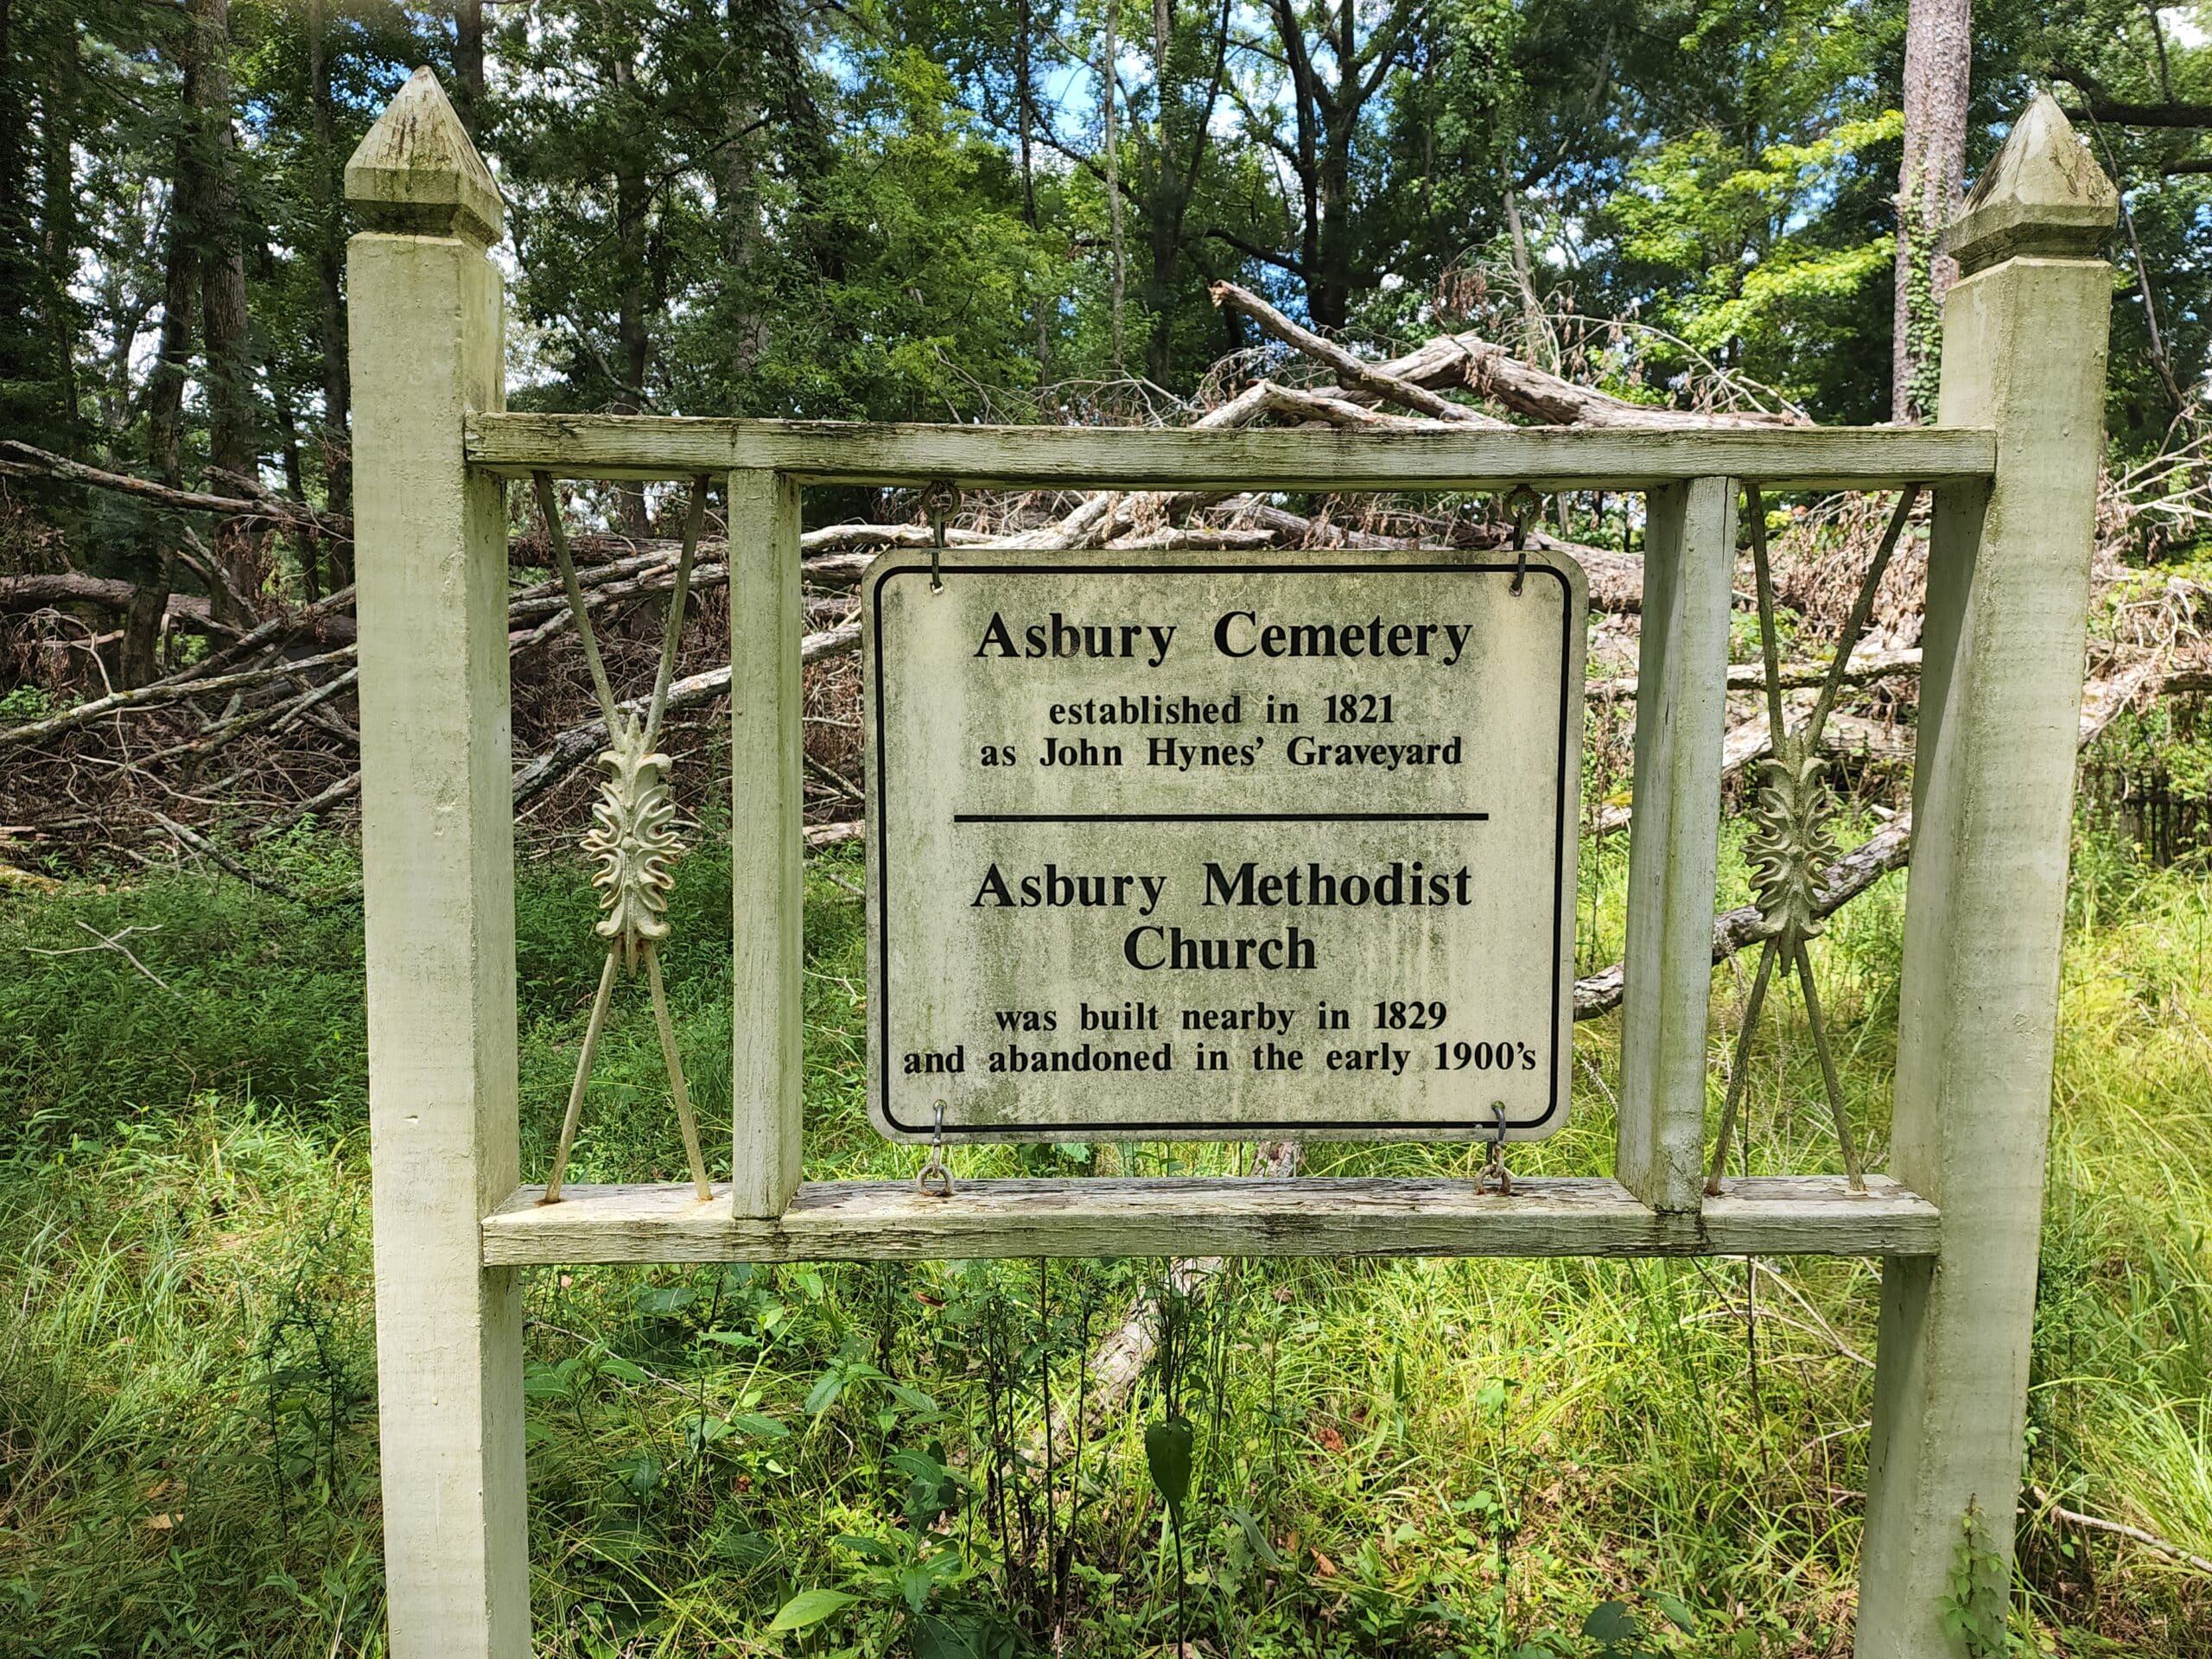 Asbury Cemetery
established in 1821
as John Hynes' Graveyard
Asbury Methodist
Church
was built nearby in 1829
and abandoned in the early 1900's